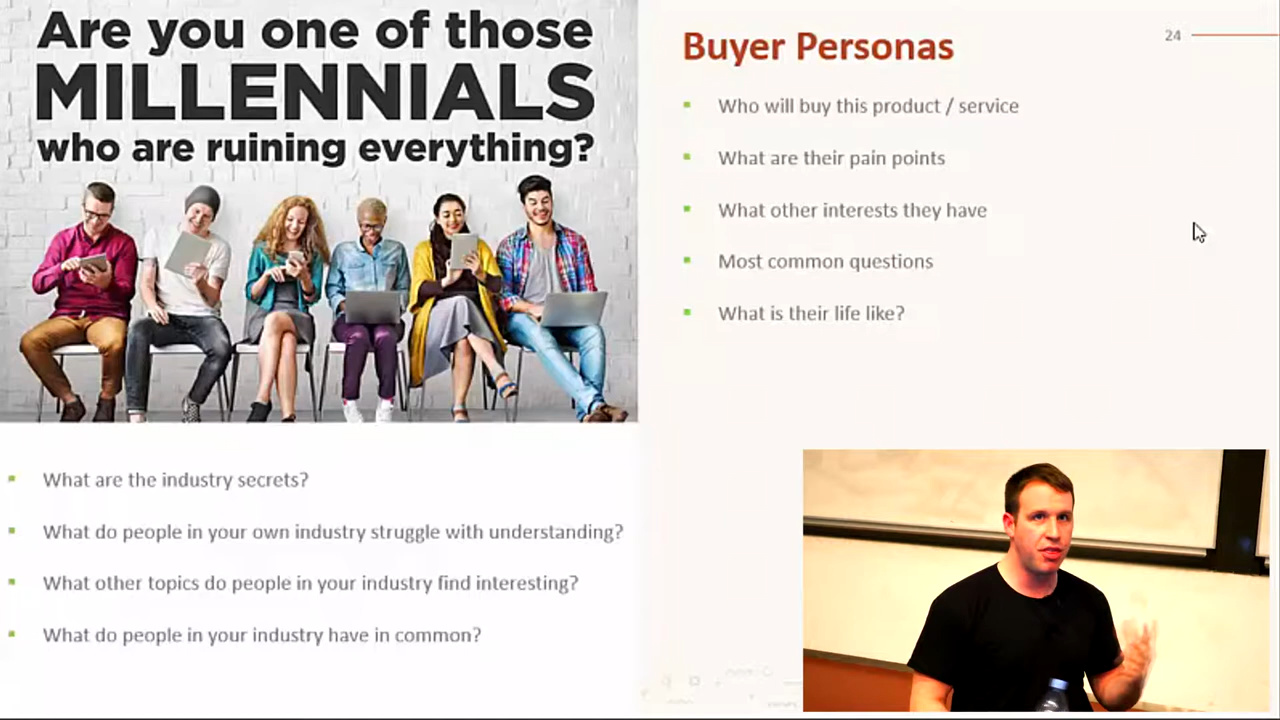 Are you one of those
MILLENNIALS
who are ruining everything?
What are the industry secrets?
What do people in your own industry struggle with understanding?
What other topics do people in your industry find interesting?
What do people in your industry have in common?
Buyer Personas
24
Who will buy this product / service
What are their pain points
What other interests they have
Most common questions
What is their life like?